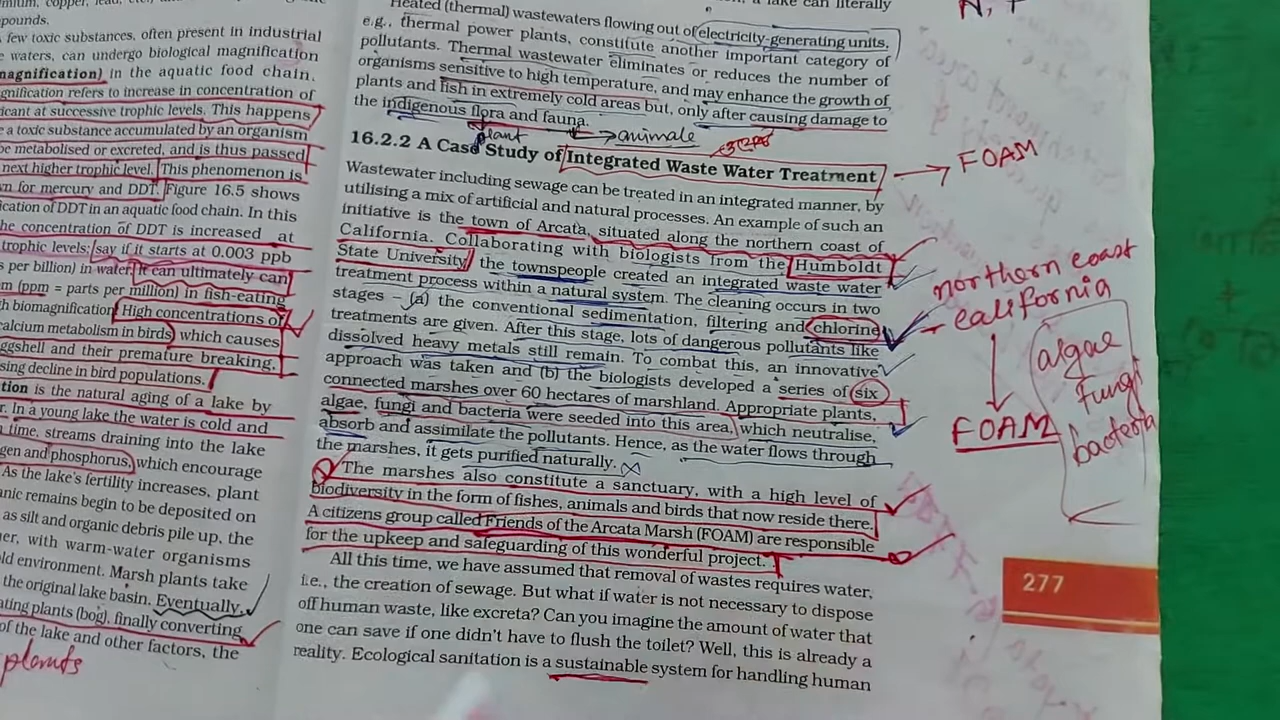 pounds.
few toxic substances, often present in industrial
waters, can undergo biological magnification
magnification) in the aquatic food chain.
gnification refers to increase in concentration of
icant at successive trophic levels. This happens
e a toxic substance accumulated by an organism
be metabolised or excreted, and is thus passed
next higher trophic level. This phenomenon is
n for mercury and DDT. Figure 16.5 shows
ication of DDT in an aquatic food chain. In this
the concentration of DDT is increased at
trophic levels; say if it starts at 0.003 ppb
s per billion) in water, it can ultimately can
m (ppm = parts per million) in fish-eating
h biomagnification. High concentrations of
calcium metabolism in birds, which causes
ggshell and their premature breaking,
sing decline in bird populations.
tion is the natural aging of a lake by
r. In a young lake the water is cold and
time, streams draining into the lake
gen and phosphorus, which encourage
As the lake's fertility increases, plant
anic remains begin to be deposited on
as silt and organic debris pile up, the
er, with warm-water organisms
old environment. Marsh plants take
the original lake basin. Eventually,
ating plants (bog), finally converting
of the lake and other factors, the
plants
a lake can literally
Heated (thermal) wastewaters flowing out of electricity-generating units,
e.g., thermal power plants, constitute another important category of
pollutants. Thermal wastewater eliminates or reduces the number of
organisms sensitive to high temperature, and may enhance the growth of
plants and fish in extremely cold areas but, only after causing damage to
the indigenous flora and fauna.
plant animale
16.2.2 A Case Study of Integrated Waste Water Treatment
Wastewater including sewage can be treated in an integrated manner, by
utilising a mix of artificial and natural processes. An example of such an
initiative is the town of Arcata, situated along the northern coast of
California. Collaborating with biologists from the Humboldt
State University, the townspeople created an integrated waste water
treatment process within a natural system. The cleaning occurs in two
stages – (a) the conventional sedimentation, filtering and chlorine
treatments are given. After this stage, lots of dangerous pollutants like
dissolved heavy metals still remain. To combat this, an innovative
approach was taken and (b) the biologists developed a series of six
connected marshes over 60 hectares of marshland. Appropriate plants,
algae, fungi and bacteria were seeded into this area, which neutralise,
absorb and assimilate the pollutants. Hence, as the water flows through
the marshes, it gets purified naturally.
The marshes also constitute a sanctuary, with a high level of
biodiversity in the form of fishes, animals and birds that now reside there.
A citizens group called Friends of the Arcata Marsh (FOAM) are responsible
for the upkeep and safeguarding of this wonderful project.
All this time, we have assumed that removal of wastes requires water,
i.e., the creation of sewage. But what if water is not necessary to dispose
off human waste, like excreta? Can you imagine the amount of water that
one can save if one didn't have to flush the toilet? Well, this is already a
reality. Ecological sanitation is a sustainable system for handling human
FOAM
northern coast
california
FOAM
algae
Fungi
bacteria
277